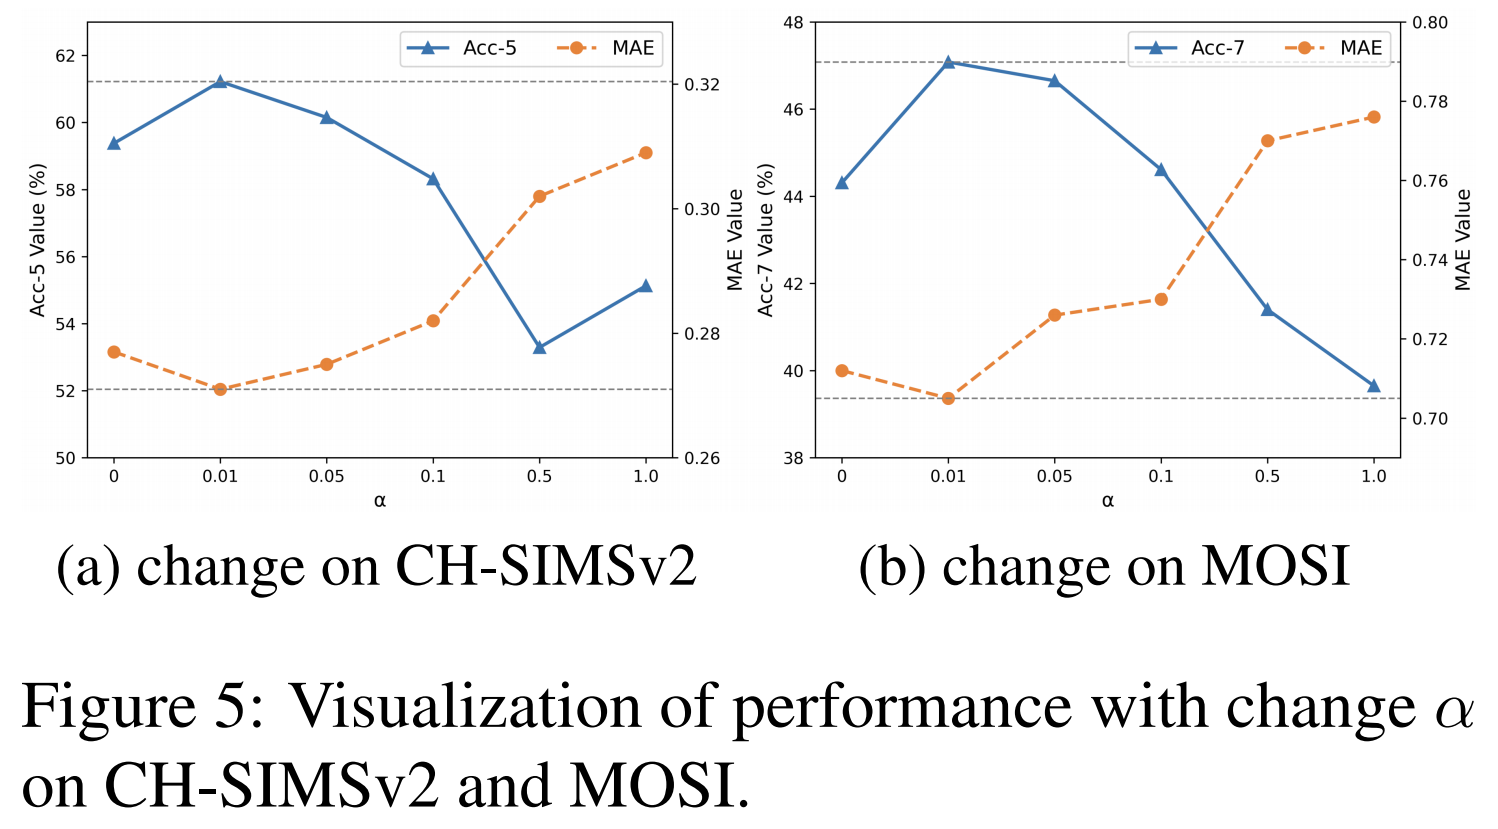 Acc-5 MAE
62
60
58
56
54
52
50
Acc-5 Value (%)
0.32
0.30
0.28
0.26
MAE Value
0 0.01 0.05 0.1 0.5 1.0
α
(a) change on CH-SIMSv2
Acc-7 MAE
48
46
44
42
40
38
Acc-7 Value (%)
0.80
0.78
0.76
0.74
0.72
0.70
MAE Value
0 0.01 0.05 0.1 0.5 1.0
α
(b) change on MOSI
Figure 5: Visualization of performance with change α
on CH-SIMSv2 and MOSI.